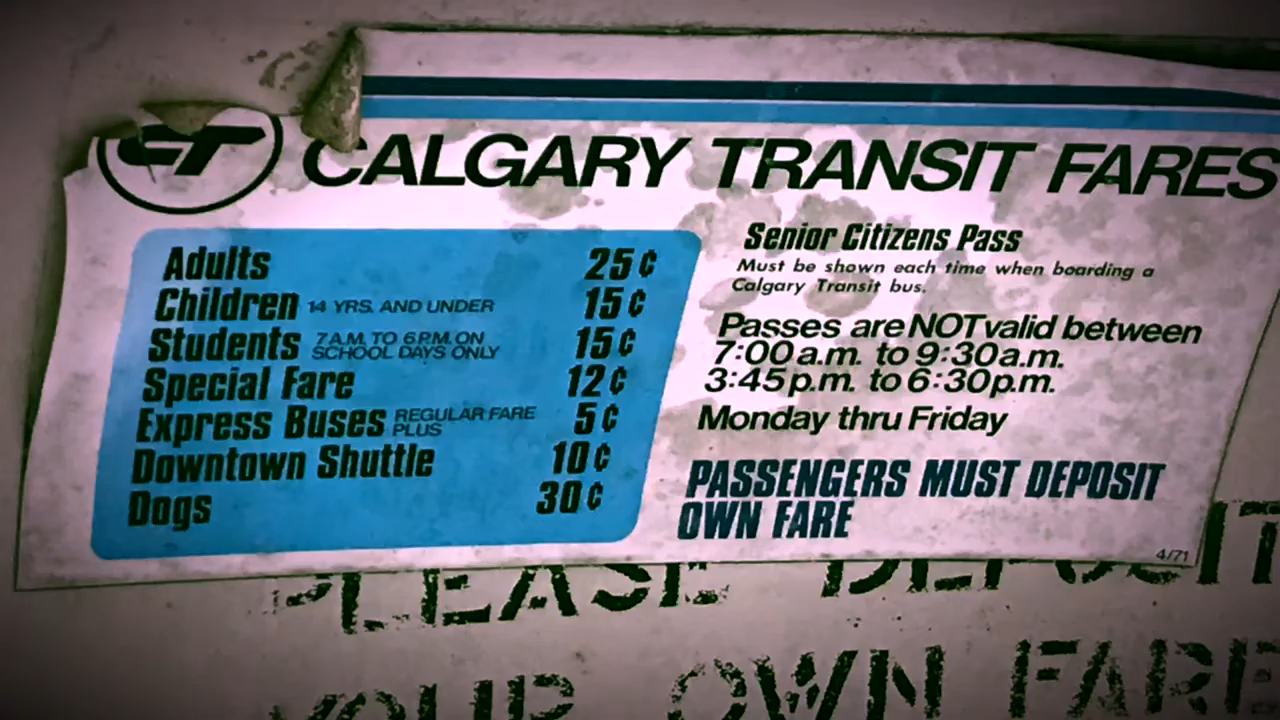 CT CALGARY TRANSIT FARES
Adults 25¢
Children 14 YRS. AND UNDER 15¢
Students 7 A.M. TO 6 P.M. ON SCHOOL DAYS ONLY 15¢
Special Fare 12¢
Express Buses REGULAR FARE PLUS 5¢
Downtown Shuttle 10¢
Dogs 30¢
Senior Citizens Pass
Must be shown each time when boarding a
Calgary Transit bus.
Passes are NOT valid between
7:00 a.m. to 9:30 a.m.
3:45 p.m. to 6:30 p.m.
Monday thru Friday
PASSENGERS MUST DEPOSIT
OWN FARE
4/71
PLEASE DEPOSIT
YOUR OWN FARE